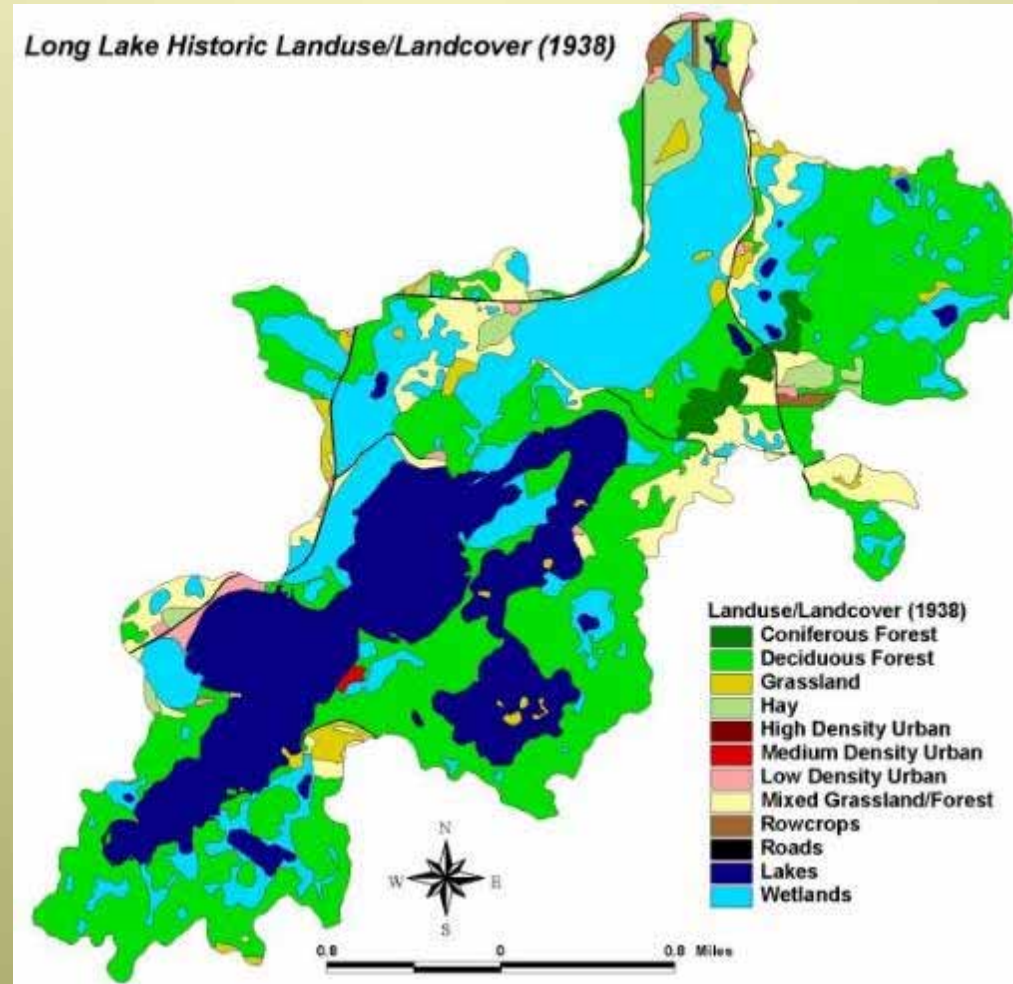 Long Lake Historic Landuse/Landcover (1938)
Landuse/Landcover (1938)
Coniferous Forest
Deciduous Forest
Grassland
Hay
High Density Urban
Medium Density Urban
Low Density Urban
Mixed Grassland/Forest
Rowcrops
Roads
Lakes
Wetlands
N
W E
S
0.8 0 0.8 Miles